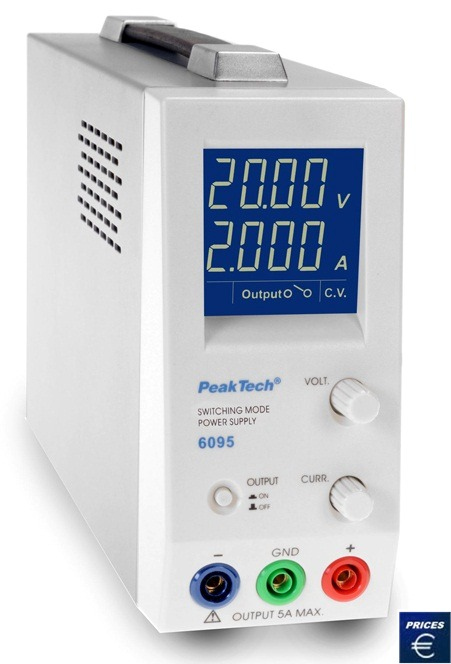 20.00 V
2.000 A
Output C.V.
PeakTech®
VOLT.
SWITCHING MODE
POWER SUPPLY
6095
OUTPUT
ON
OFF
CURR.
− GND +
⚠ OUTPUT 5A MAX.
PRICES
€